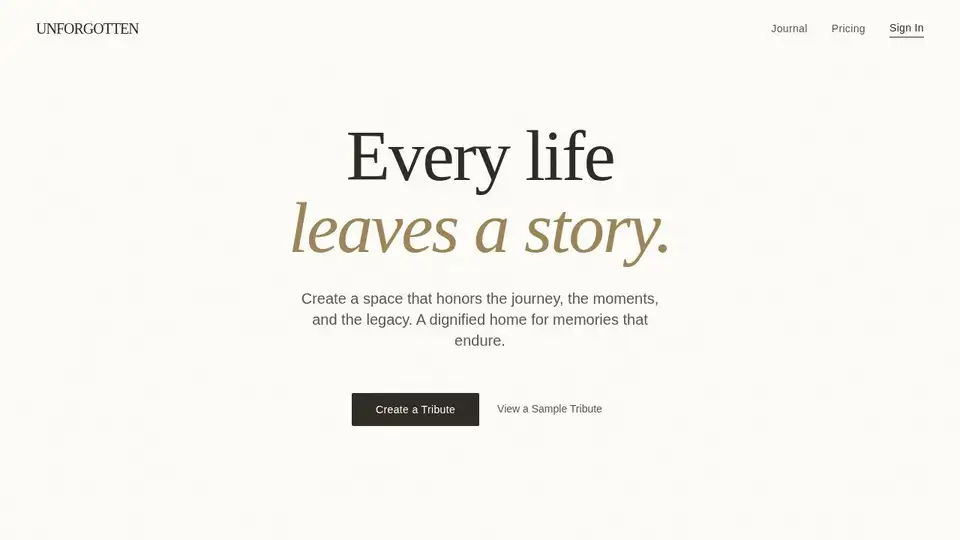 UNFORGOTTEN
Journal
Pricing
Sign In
Every life
leaves a story.
Create a space that honors the journey, the moments,
and the legacy. A dignified home for memories that
endure.
Create a Tribute
View a Sample Tribute